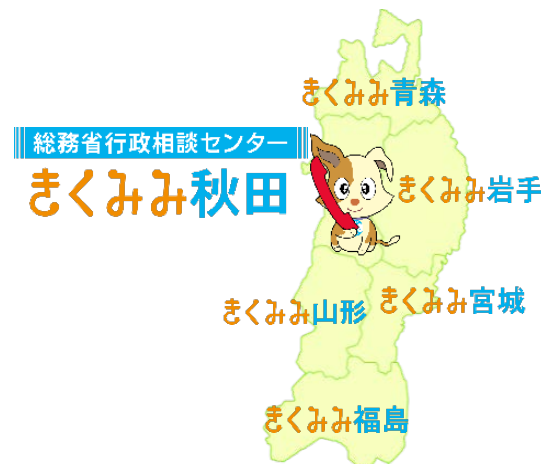 きくみみ青森
総務省行政相談センター
きくみみ秋田
きくみみ岩手
きくみみ山形
きくみみ宮城
きくみみ福島